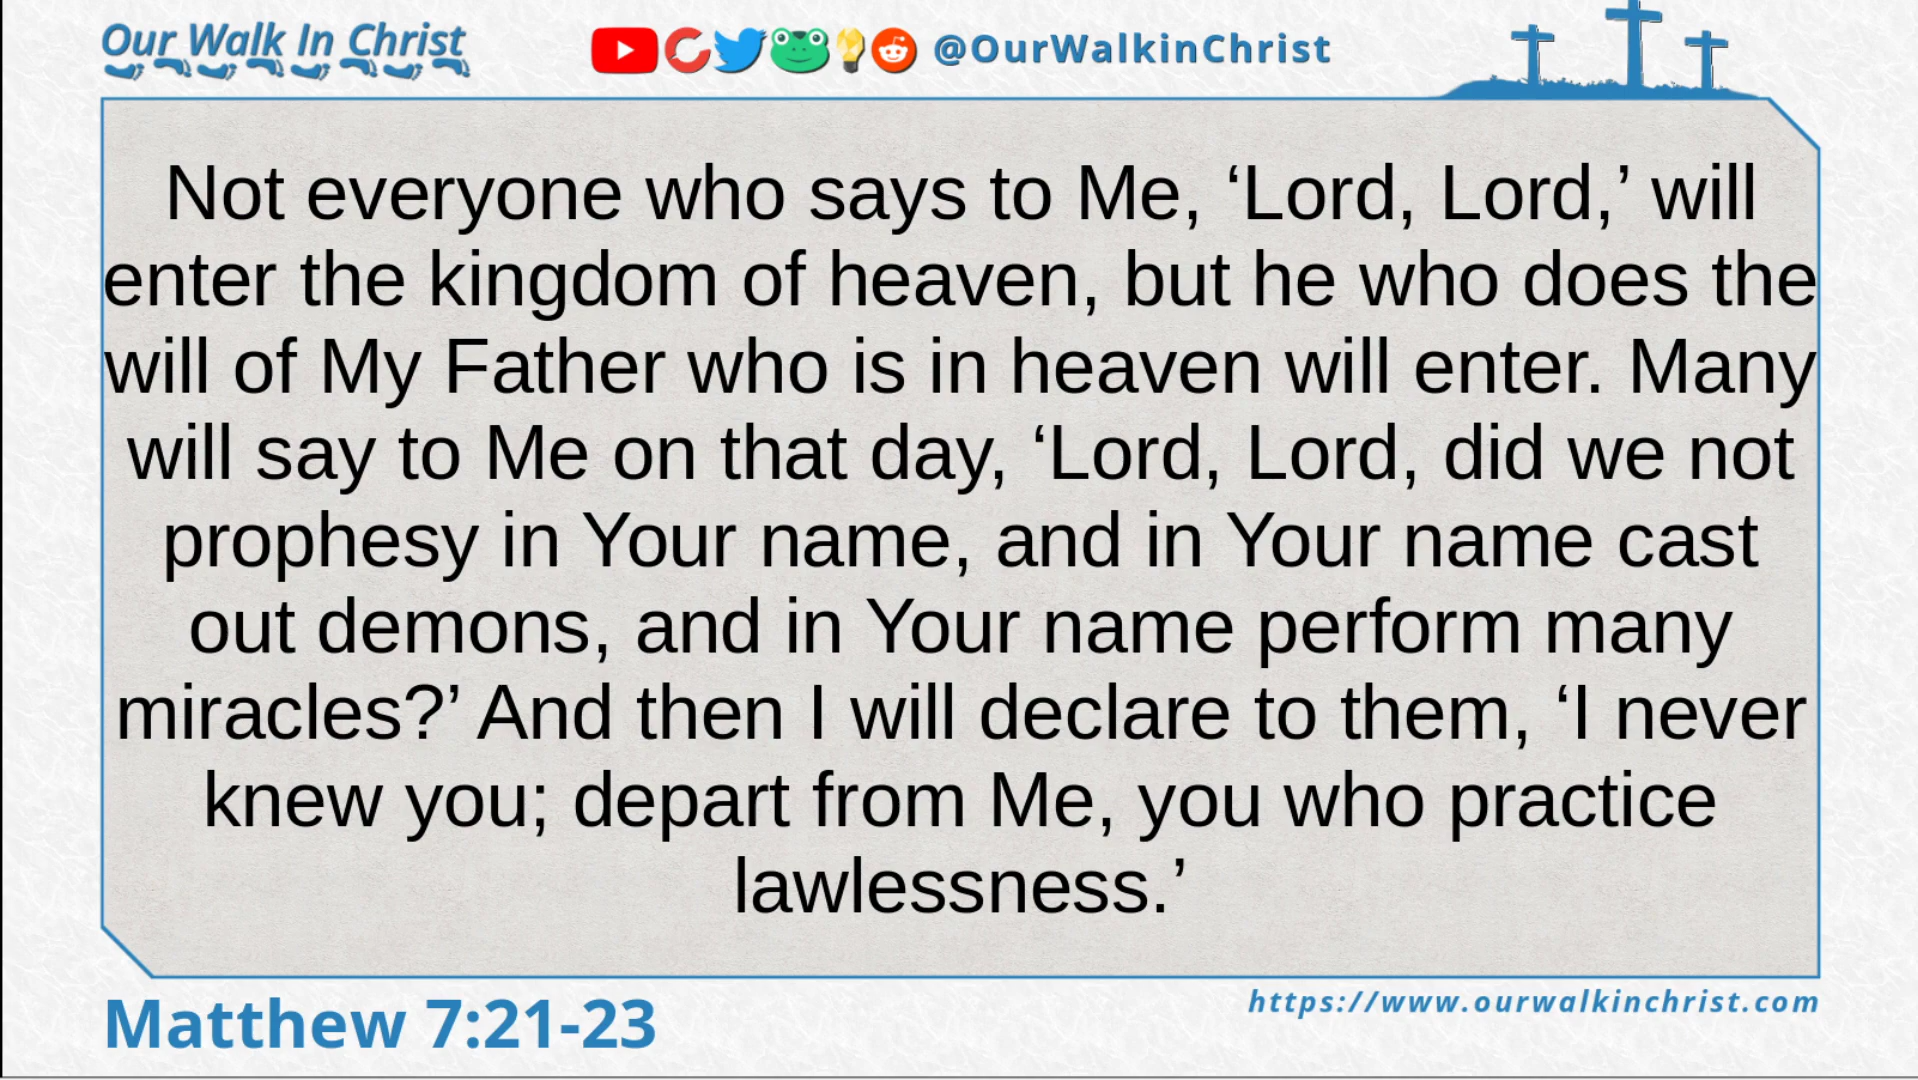 Our Walk In Christ
@OurWalkinChrist
Not everyone who says to Me, ‘Lord, Lord,’ will
enter the kingdom of heaven, but he who does the
will of My Father who is in heaven will enter. Many
will say to Me on that day, ‘Lord, Lord, did we not
prophesy in Your name, and in Your name cast
out demons, and in Your name perform many
miracles?’ And then I will declare to them, ‘I never
knew you; depart from Me, you who practice
lawlessness.’
Matthew 7:21-23
https://www.ourwalkinchrist.com